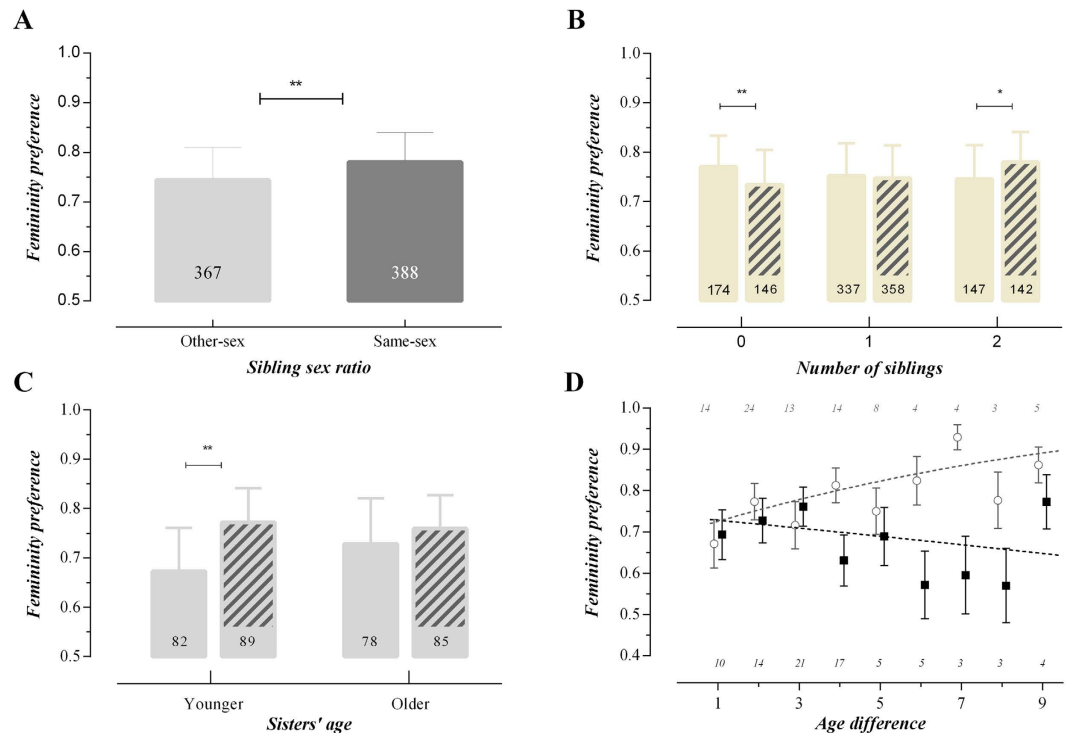 A
Femininity preference
1.0
0.9
0.8
0.7
0.6
0.5
**
367
388
Other-sex
Same-sex
Sibling sex ratio
B
Femininity preference
1.0
0.9
0.8
0.7
0.6
0.5
**
*
174
146
337
358
147
142
0
1
2
Number of siblings
C
Femininity preference
1.0
0.9
0.8
0.7
0.6
0.5
**
82
89
78
85
Younger
Older
Sisters' age
D
Femininity preference
1.0
0.9
0.8
0.7
0.6
0.5
0.4
14 24 13 14 8 4 4 3 5
10 14 21 17 5 5 3 3 4
1 3 5 7 9
Age difference